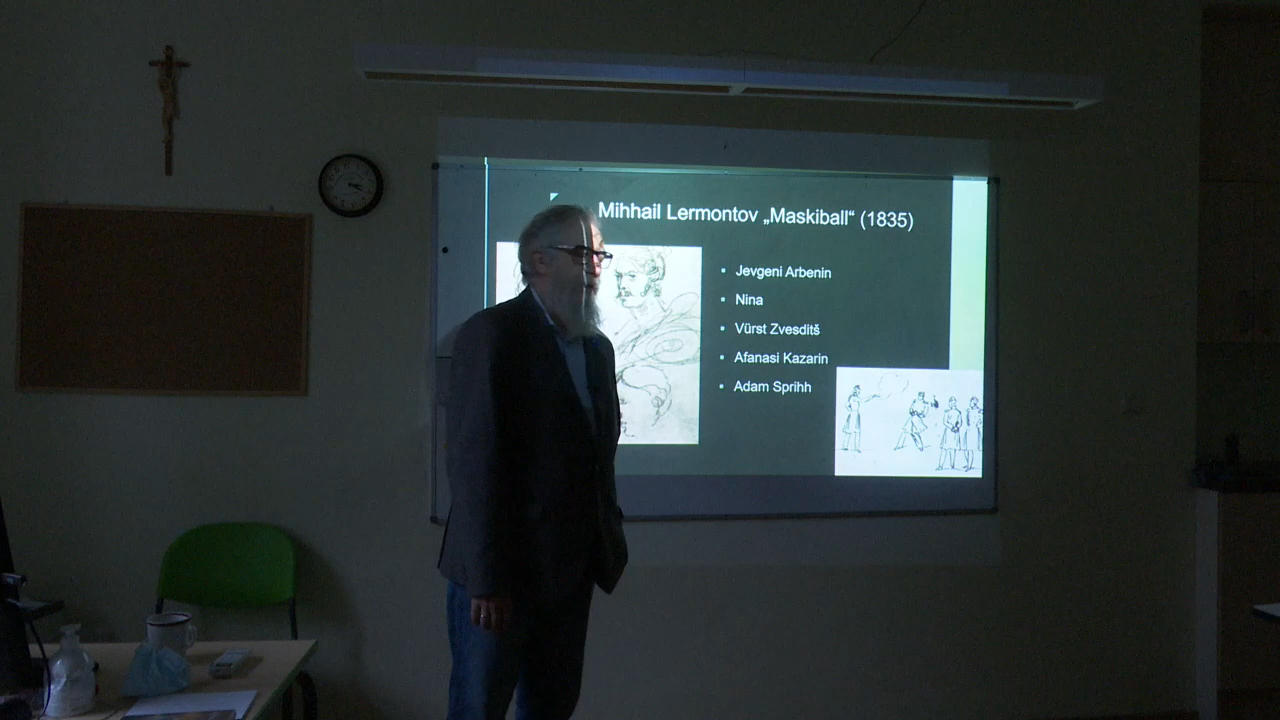 Mihhail Lermontov „Maskiball“ (1835)
Jevgeni Arbenin
Nina
Vürst Zvesditš
Afanasi Kazarin
Adam Sprihh